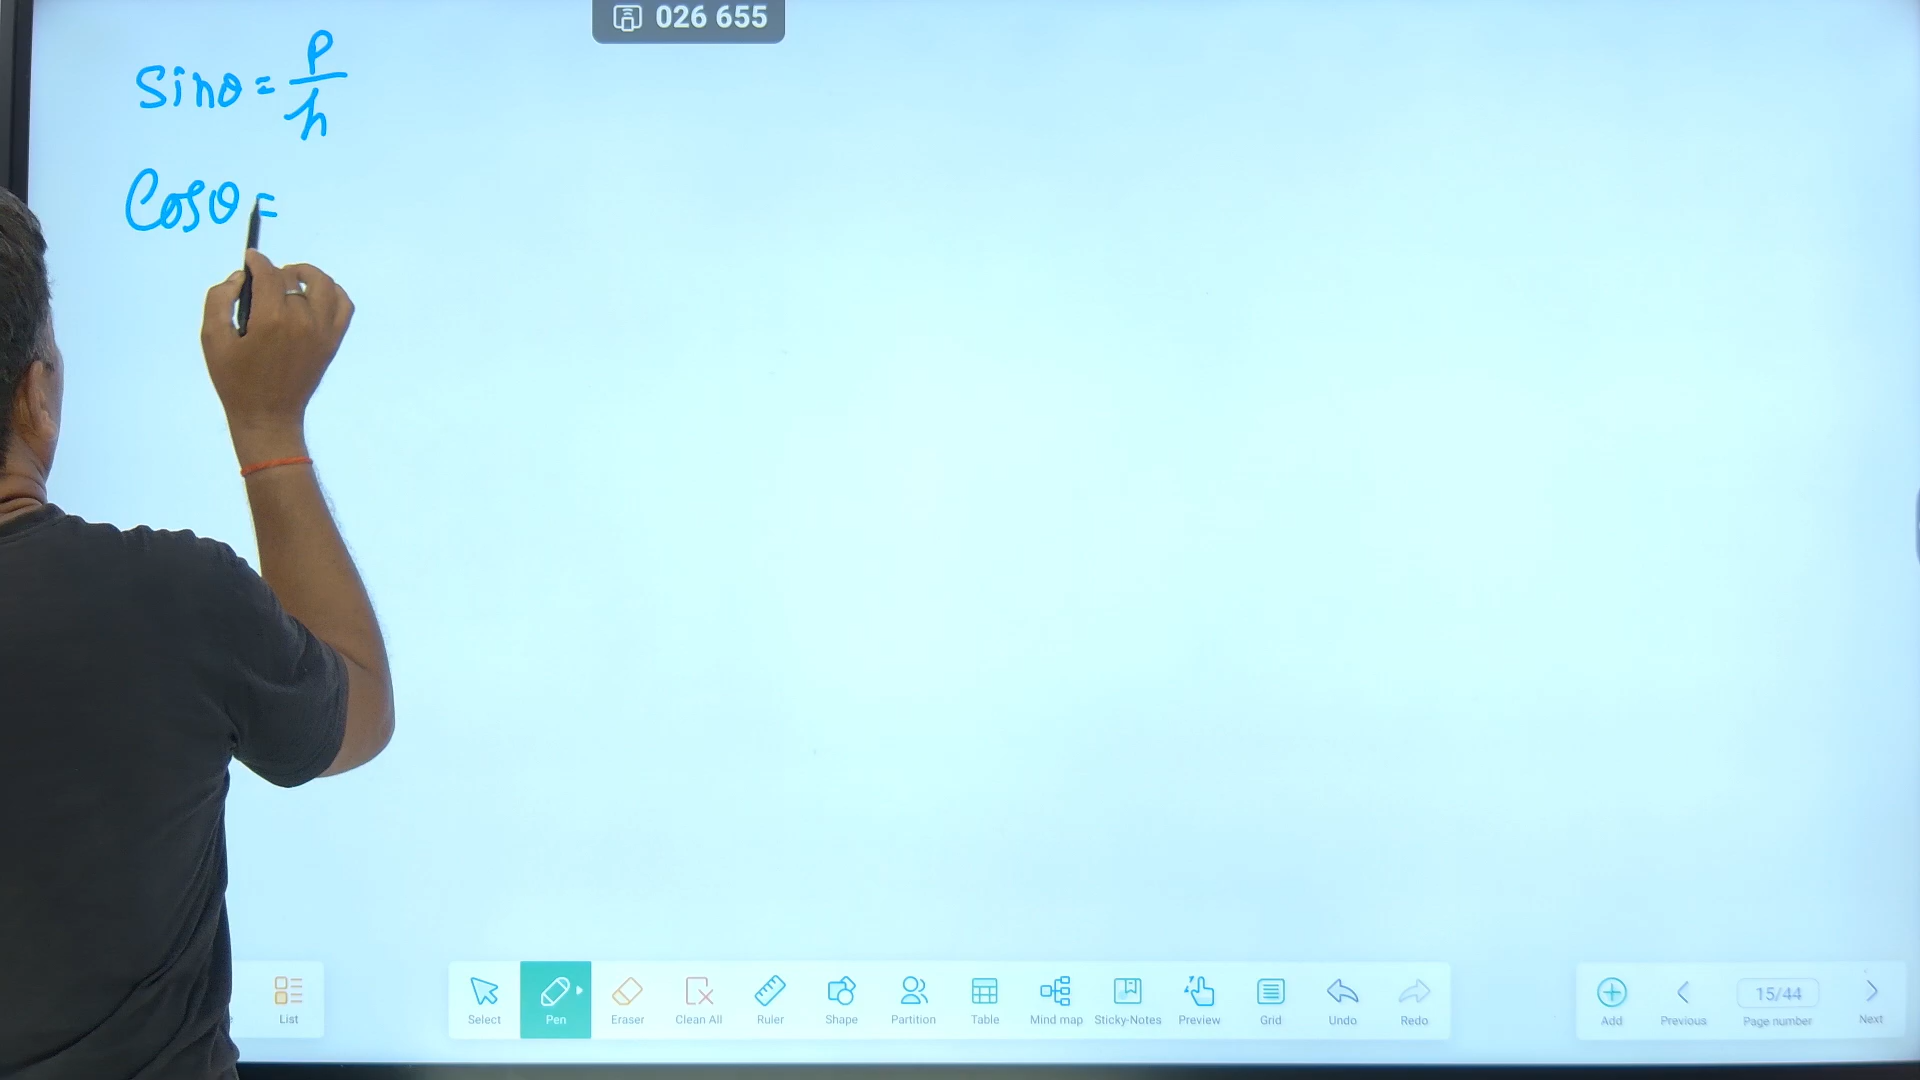 026 655
Sinθ = P/h
Cosθ =
List
Select
Pen
Eraser
Clean All
Ruler
Shape
Partition
Table
Mind map
Sticky-Notes
Preview
Grid
Undo
Redo
Add
Previous
15/44
Page number
Next